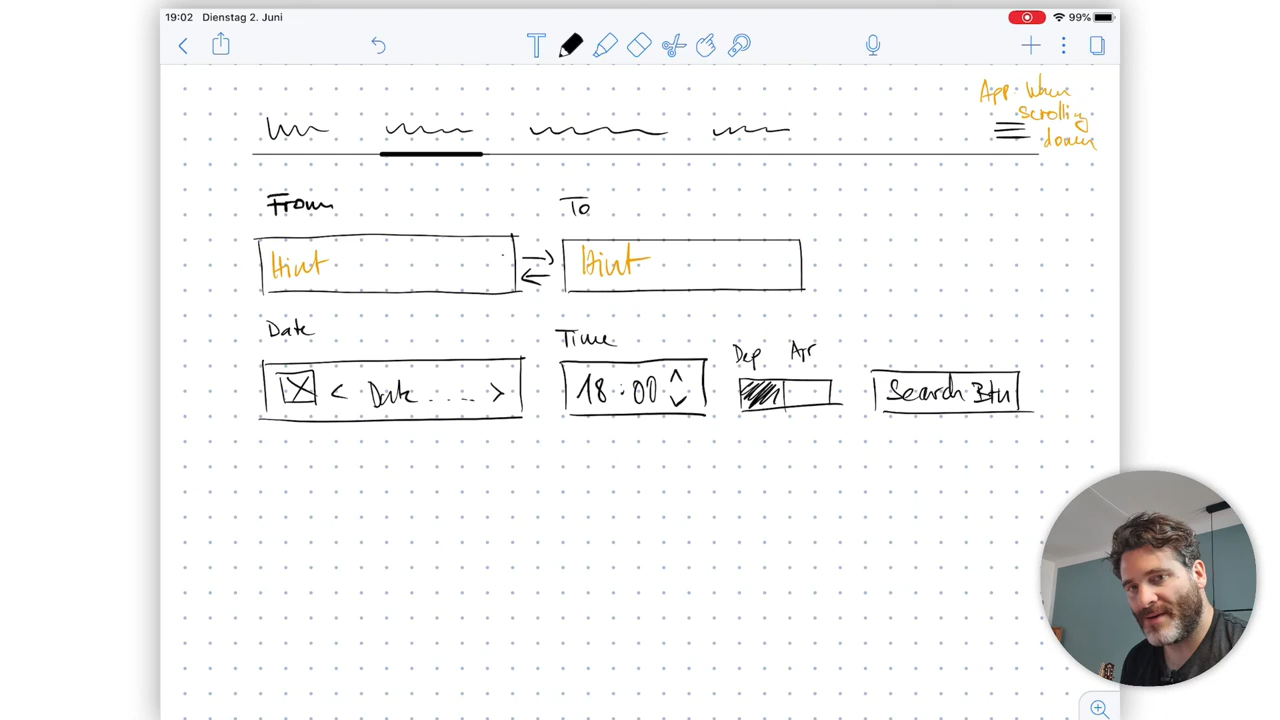 19:02 Dienstag 2. Juni
99%
T
App when
scrolling
down
From
To
Hint
Hint
Date
Time
Dep Arr
< Date ..... >
18:00
Search Btn